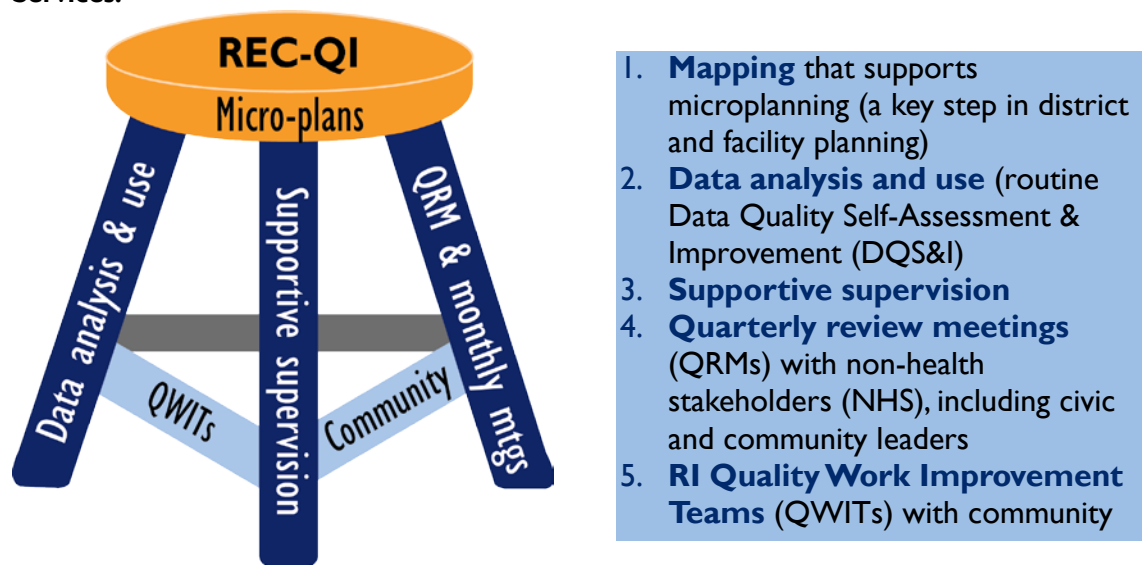 services.
REC-QI
Micro-plans
Data analysis & use
Supportive supervision
QRM & monthly mtgs
QWITs
Community
1. Mapping that supports
microplanning (a key step in district
and facility planning)
2. Data analysis and use (routine
Data Quality Self-Assessment &
Improvement (DQS&I)
3. Supportive supervision
4. Quarterly review meetings
(QRMs) with non-health
stakeholders (NHS), including civic
and community leaders
5. RI Quality Work Improvement
Teams (QWITs) with community